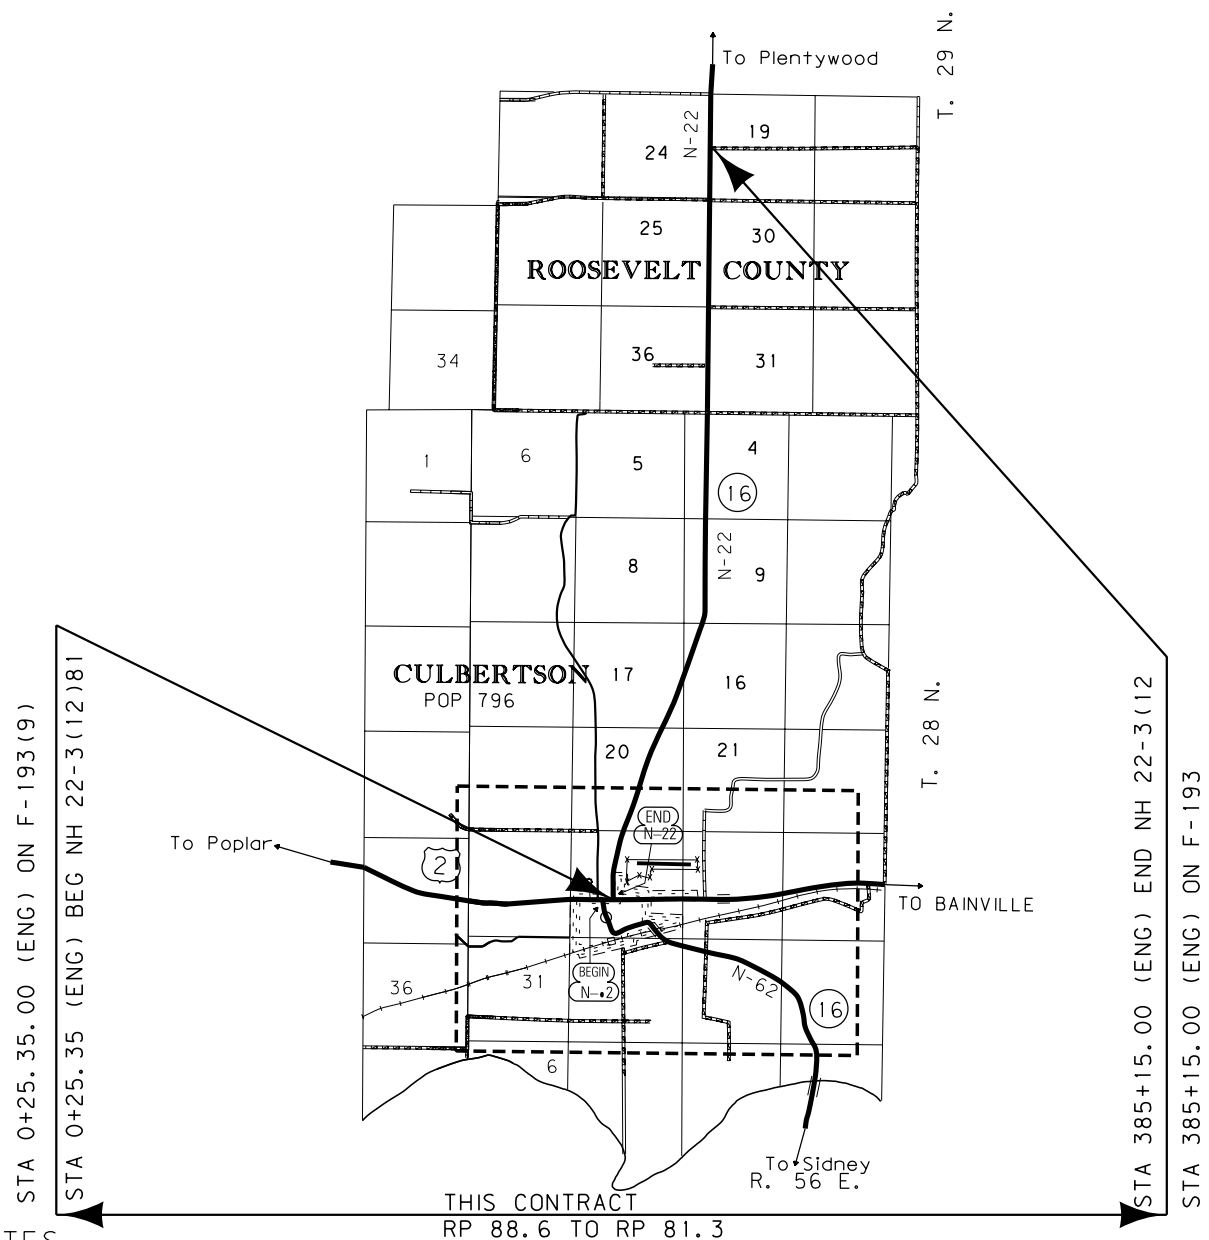 To Plentywood
T. 29 N.
N-22
19
24
25
30
ROOSEVELT COUNTY
34
36
31
1
6
5
4
16
N-22
8
9
CULBERTSON
POP 796
17
16
20
21
T. 28 N.
To Poplar
2
END
N-22
TO BAINVILLE
BEGIN
36
31
N-62
16
6
To Sidney
R. 56 E.
STA 0+25.35.00 (ENG) ON F-193(9)
STA 0+25.35 (ENG) BEG NH 22-3(12)81
STA 385+15.00 (ENG) END NH 22-3(12
STA 385+15.00 (ENG) ON F-193
THIS CONTRACT
RP 88.6 TO RP 81.3